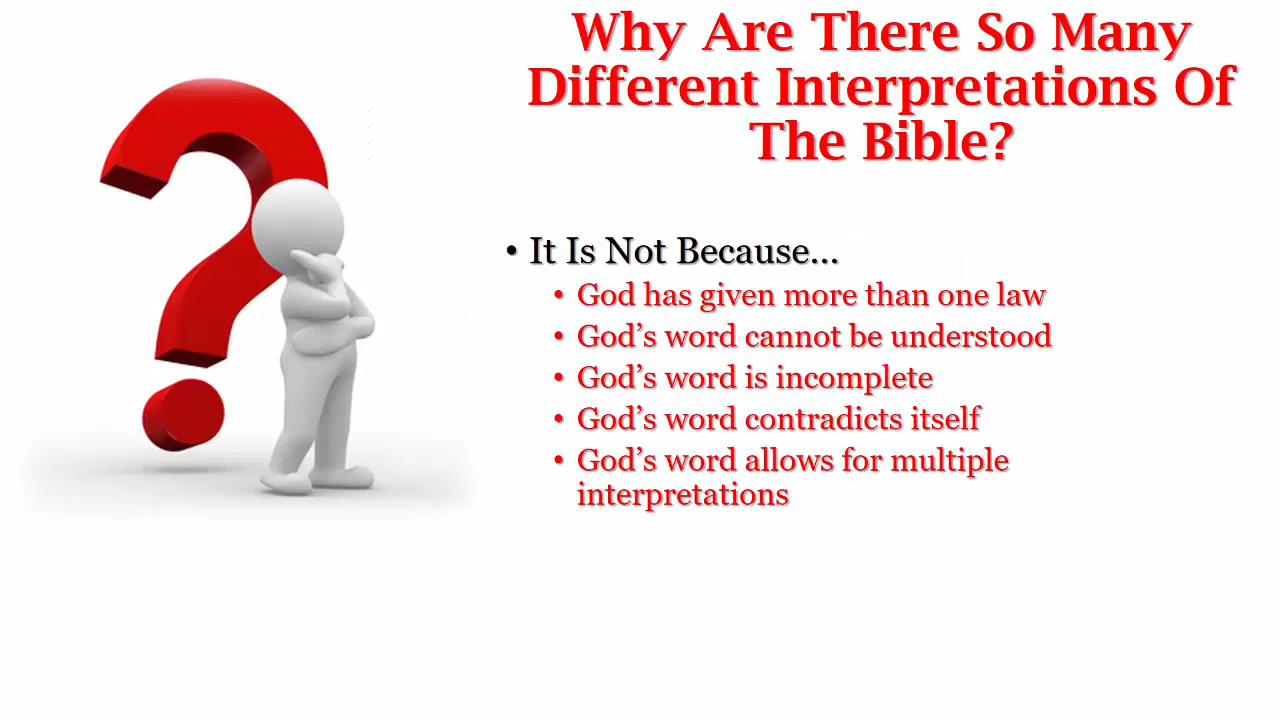 Why Are There So Many
Different Interpretations Of
The Bible?
• It Is Not Because...
• God has given more than one law
• God’s word cannot be understood
• God’s word is incomplete
• God’s word contradicts itself
• God’s word allows for multiple
interpretations